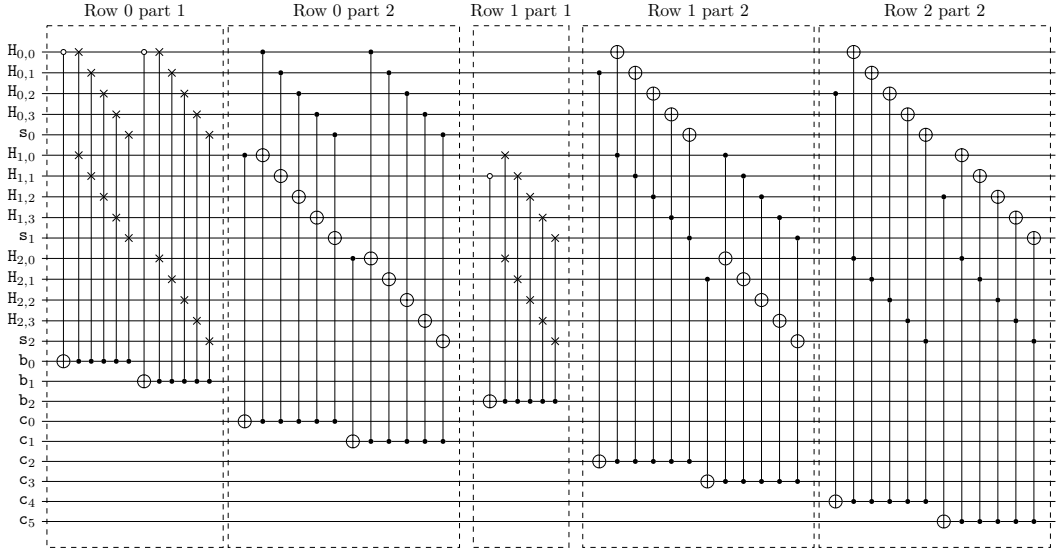 Row 0 part 1 Row 0 part 2 Row 1 part 1 Row 1 part 2 Row 2 part 2
H0,0
H0,1
H0,2
H0,3
s0
H1,0
H1,1
H1,2
H1,3
s1
H2,0
H2,1
H2,2
H2,3
s2
b0
b1
b2
c0
c1
c2
c3
c4
c5